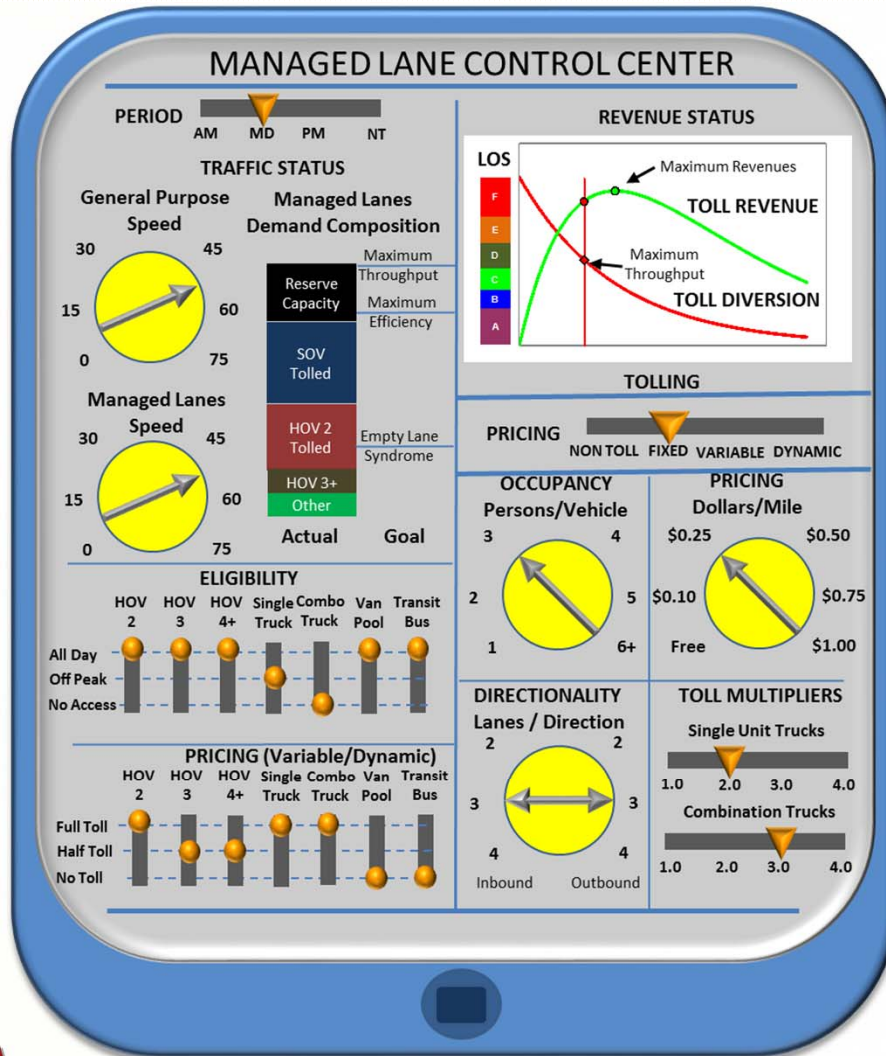 MANAGED LANE CONTROL CENTER
PERIOD
AM MD PM NT
TRAFFIC STATUS
General Purpose
Speed
30 45
15 60
0 75
Managed Lanes
Speed
30 45
15 60
0 75
Managed Lanes
Demand Composition
Reserve
Capacity
SOV
Tolled
HOV 2
Tolled
HOV 3+
Other
Maximum
Throughput
Maximum
Efficiency
Empty Lane
Syndrome
Actual Goal
ELIGIBILITY
HOV HOV HOV Single Combo Van Transit
2 3 4+ Truck Truck Pool Bus
All Day
Off Peak
No Access
PRICING (Variable/Dynamic)
HOV HOV HOV Single Combo Van Transit
2 3 4+ Truck Truck Pool Bus
Full Toll
Half Toll
No Toll
REVENUE STATUS
LOS
F
E
D
C
B
A
Maximum Revenues
TOLL REVENUE
Maximum
Throughput
TOLL DIVERSION
TOLLING
PRICING
NON TOLL FIXED VARIABLE DYNAMIC
OCCUPANCY
Persons/Vehicle
3 4
2 5
1 6+
PRICING
Dollars/Mile
$0.25 $0.50
$0.10 $0.75
Free $1.00
DIRECTIONALITY
Lanes / Direction
2 2
3 3
4 4
Inbound Outbound
TOLL MULTIPLIERS
Single Unit Trucks
1.0 2.0 3.0 4.0
Combination Trucks
1.0 2.0 3.0 4.0